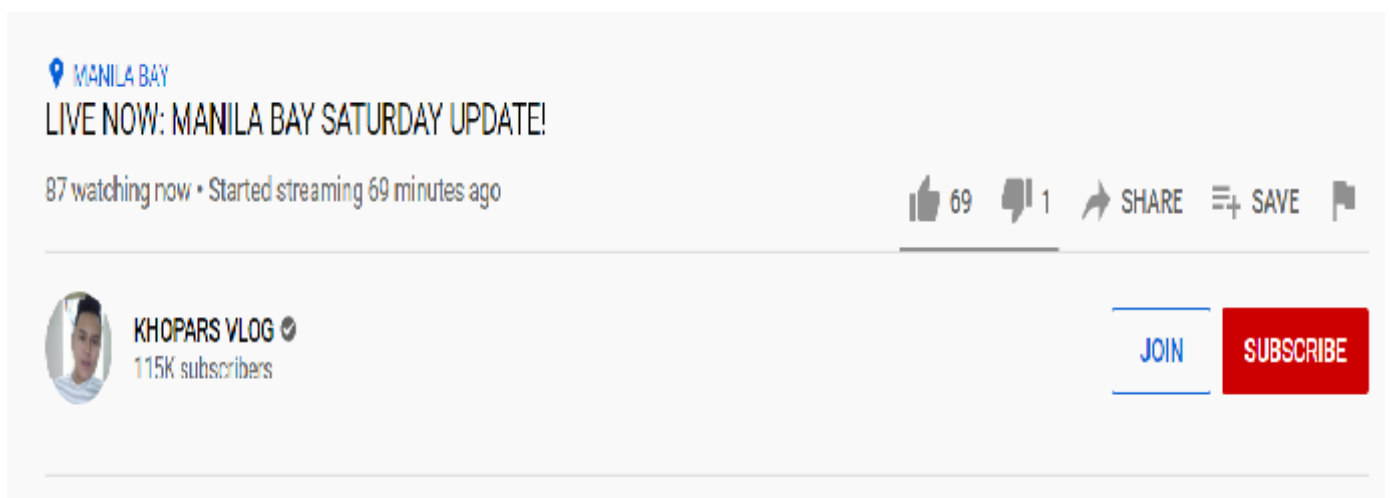 MANILA BAY
LIVE NOW: MANILA BAY SATURDAY UPDATE!
87 watching now • Started streaming 69 minutes ago
69 1 SHARE SAVE
KHOPARS VLOG
115K subscribers
JOIN SUBSCRIBE